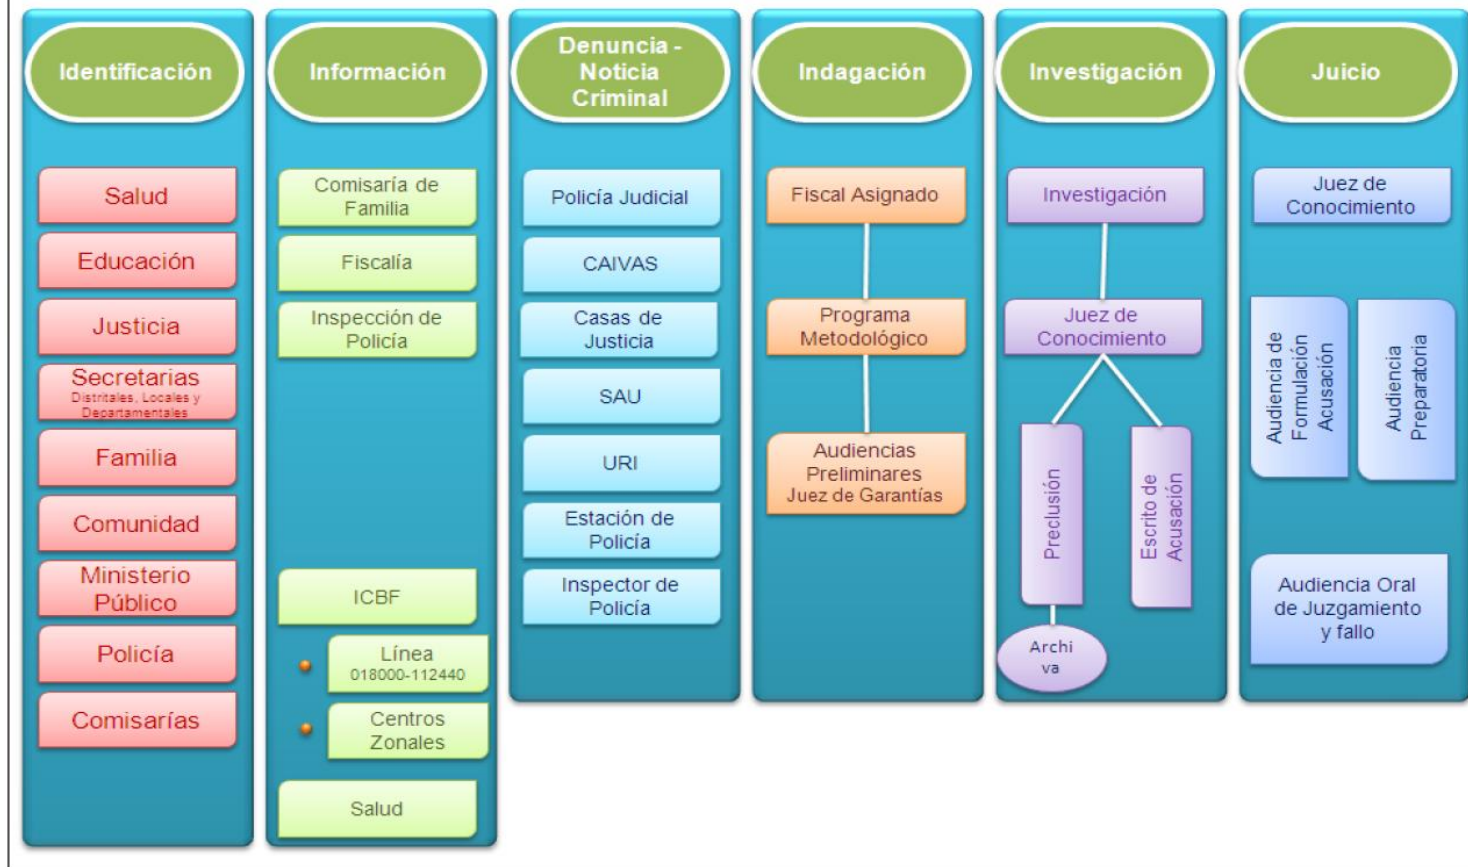 Identificación
Salud
Educación
Justicia
Secretarias
Distritales, Locales y
Departamentales
Familia
Comunidad
Ministerio
Público
Policía
Comisarías
Información
Comisaría de
Familia
Fiscalía
Inspección de
Policía
ICBF
Línea
018000-112440
Centros
Zonales
Salud
Denuncia -
Noticia
Criminal
Policía Judicial
CAIVAS
Casas de
Justicia
SAU
URI
Estación de
Policía
Inspector de
Policía
Indagación
Fiscal Asignado
Programa
Metodológico
Audiencias
Preliminares
Juez de Garantías
Investigación
Investigación
Juez de
Conocimiento
Preclusión
Escrito de
Acusación
Archi
va
Juicio
Juez de
Conocimiento
Audiencia de
Formulación
Acusación
Audiencia
Preparatoria
Audiencia Oral
de Juzgamiento
y fallo